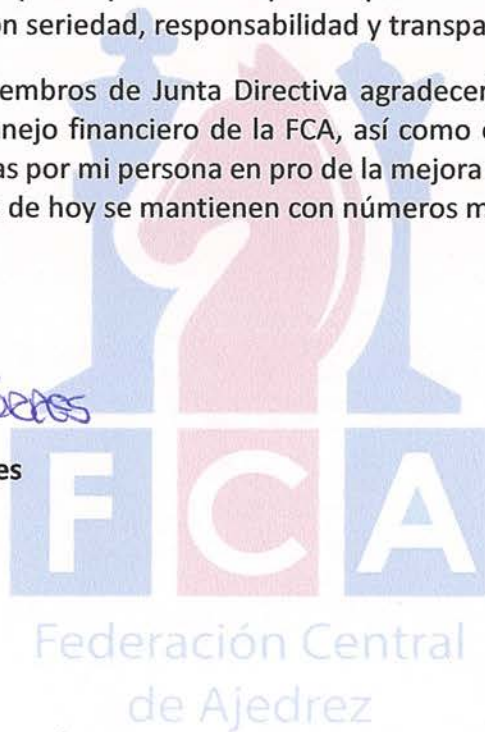 on seriedad, responsabilidad y transpa
embros de Junta Directiva agradecer
nejo financiero de la FCA, así como
as por mi persona en pro de la mejora
de hoy se mantienen con números m
es
FCA
Federación Central
de Ajedrez